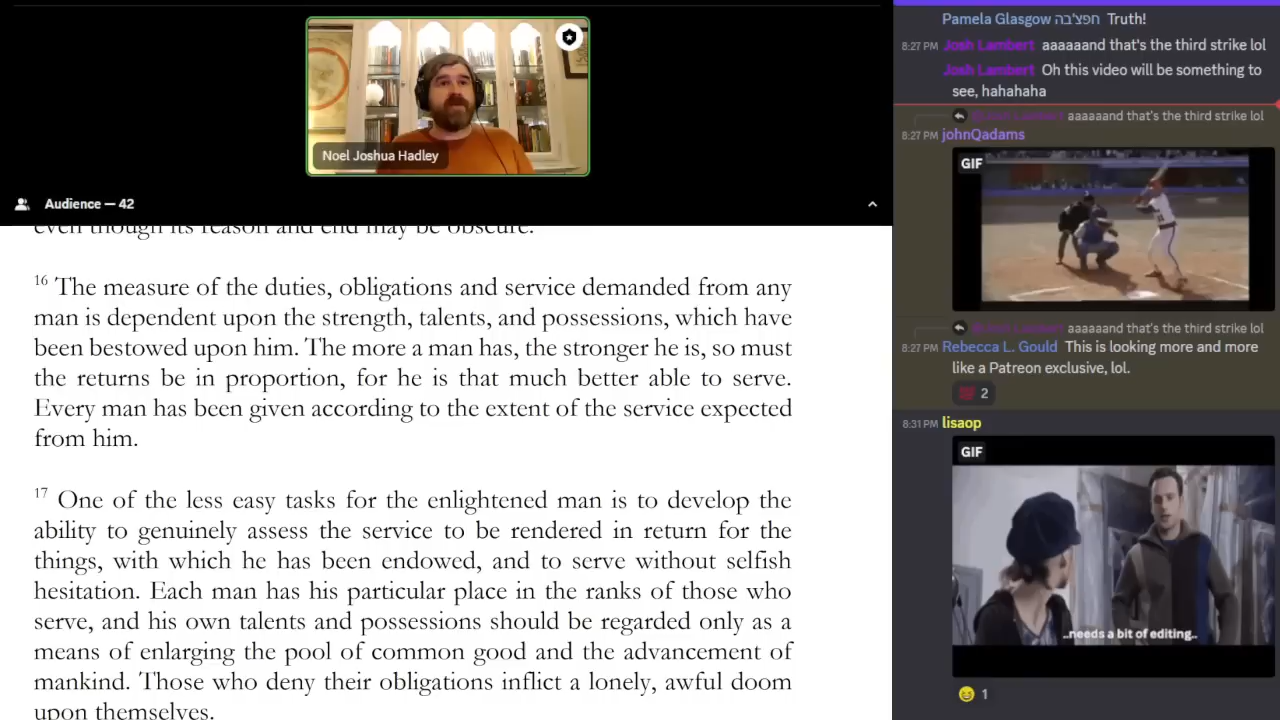 Noel Joshua Hadley
Audience — 42
even though its reason and end may be obscure.
16 The measure of the duties, obligations and service demanded from any
man is dependent upon the strength, talents, and possessions, which have
been bestowed upon him. The more a man has, the stronger he is, so must
the returns be in proportion, for he is that much better able to serve.
Every man has been given according to the extent of the service expected
from him.
17 One of the less easy tasks for the enlightened man is to develop the
ability to genuinely assess the service to be rendered in return for the
things, with which he has been endowed, and to serve without selfish
hesitation. Each man has his particular place in the ranks of those who
serve, and his own talents and possessions should be regarded only as a
means of enlarging the pool of common good and the advancement of
mankind. Those who deny their obligations inflict a lonely, awful doom
upon themselves.
Pamela Glasgow חפצ'בה Truth!
8:27 PM Josh Lambert aaaaaand that's the third strike lol
Josh Lambert Oh this video will be something to
see, hahahaha
aaaaaand that's the third strike lol
8:27 PM johnQadams
GIF
aaaaaand that's the third strike lol
8:27 PM Rebecca L. Gould This is looking more and more
like a Patreon exclusive, lol.
2
8:31 PM lisaop
GIF
..needs a bit of editing..
1